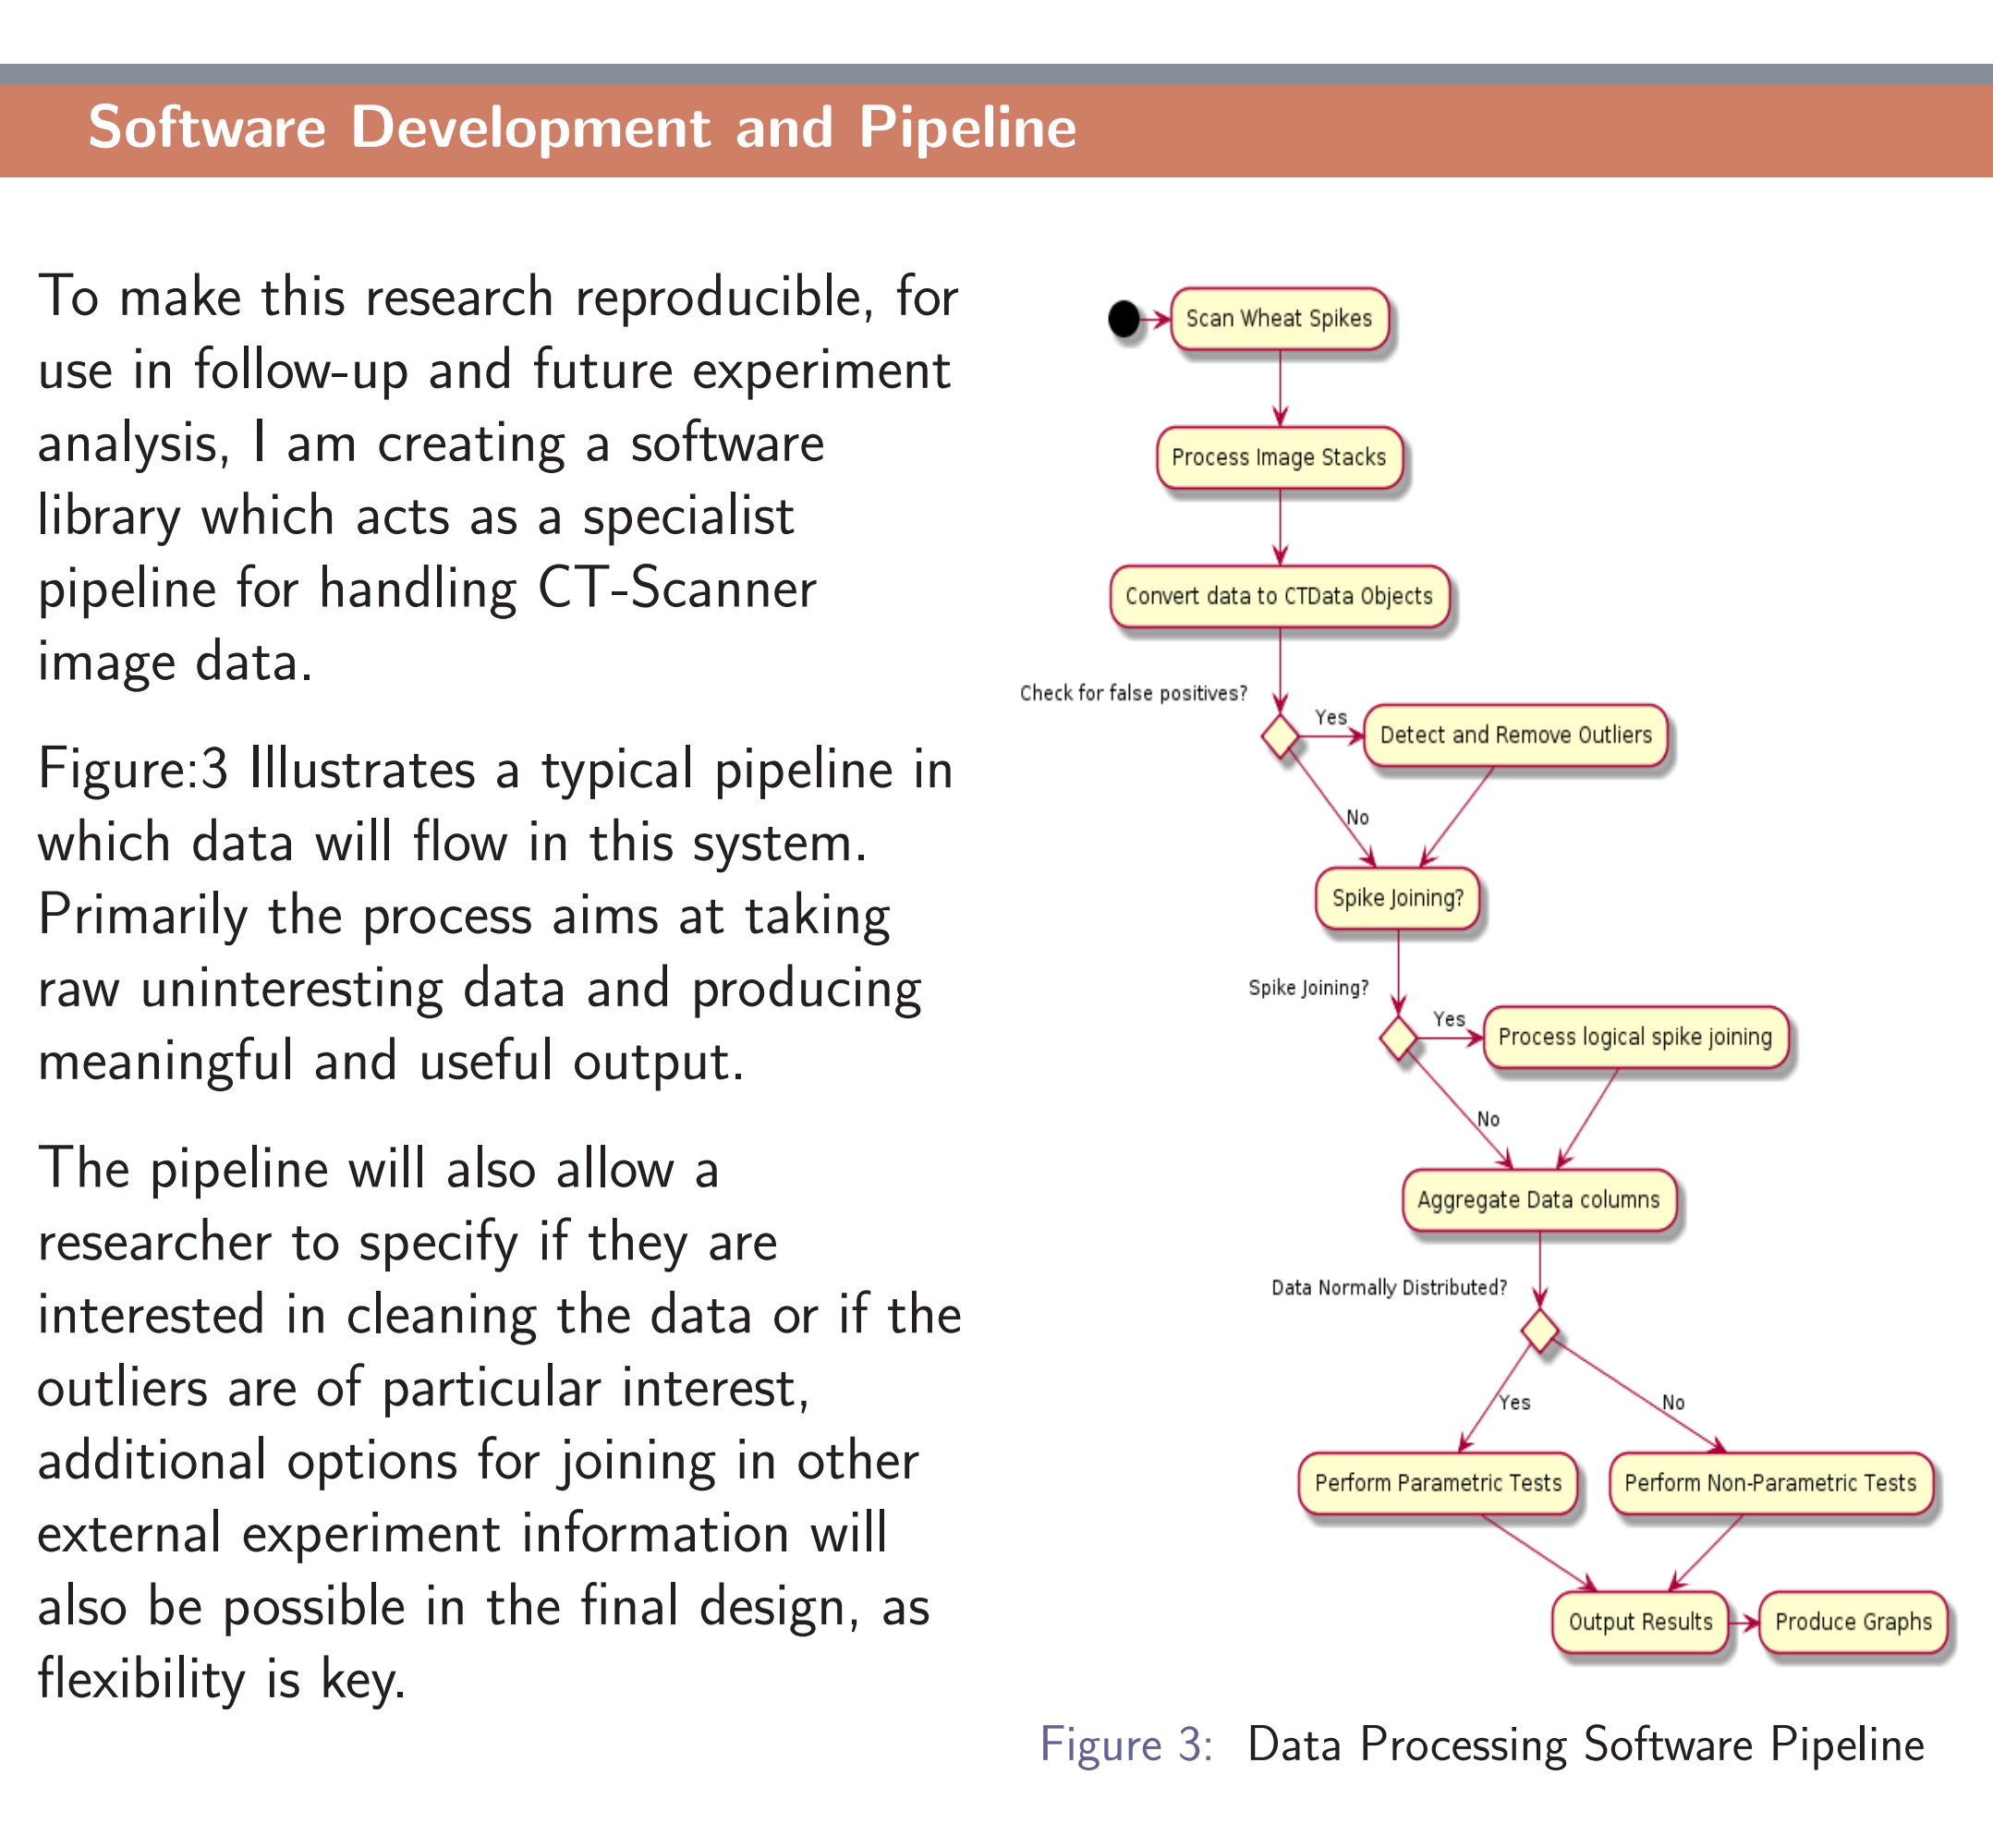 Software Development and Pipeline
To make this research reproducible, for
use in follow-up and future experiment
analysis, I am creating a software
library which acts as a specialist
pipeline for handling CT-Scanner
image data.
Figure:3 Illustrates a typical pipeline in
which data will flow in this system.
Primarily the process aims at taking
raw uninteresting data and producing
meaningful and useful output.
The pipeline will also allow a
researcher to specify if they are
interested in cleaning the data or if the
outliers are of particular interest,
additional options for joining in other
external experiment information will
also be possible in the final design, as
flexibility is key.
Scan Wheat Spikes
Process Image Stacks
Convert data to CTData Objects
Check for false positives?
Yes
Detect and Remove Outliers
No
Spike Joining?
Spike Joining?
Yes
Process logical spike joining
No
Aggregate Data columns
Data Normally Distributed?
Yes
No
Perform Parametric Tests
Perform Non-Parametric Tests
Output Results
Produce Graphs
Figure 3: Data Processing Software Pipeline